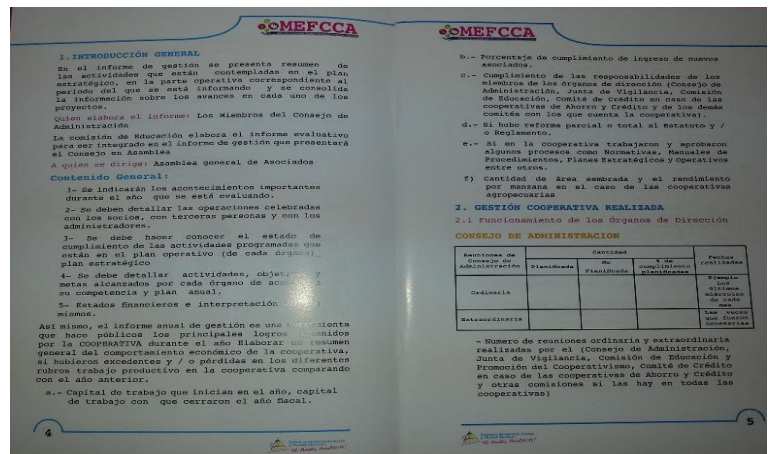 MEFCCA
1. INTRODUCCIÓN GENERAL
En el informe de gestión se presenta resumen de
las actividades que están contempladas en el plan
estratégico, en la parte operativa correspondiente al
periodo del que se está informando y se consolida
la información sobre los avances en cada uno de los
proyectos.
Quien elabora el informe: Los Miembros del Consejo de
Administración
La comisión de Educación elabora el informe evaluativo
para ser integrado en el informe de gestión que presentará
el Consejo en Asamblea
A quien se dirige: Asamblea general de Asociados
Contenido General:
1- Se indicarán los acontecimientos importantes
durante el año que se está evaluando.
2- Se deben detallar las operaciones celebradas
con los socios, con terceras personas y con los
administradores.
3- Se debe hacer conocer el estado de
cumplimiento de las actividades programadas que
están en el plan operativo (de cada órgano)
plan estratégico
4- Se debe detallar actividades, y
metas alcanzados por cada órgano de
su competencia y plan anual.
5- Estados financieros e interpretación
mismos.
Así mismo, el informe anual de gestión es una
que hace públicos los principales logros
por la COOPERATIVA durante el año Elaborar resumen
general del comportamiento económico de la cooperativa,
si hubieron excedentes y / o pérdidas en los diferentes
rubros trabajo productivo en la cooperativa comparando
con el año anterior.
a.- Capital de trabajo que inician en el año, capital
de trabajo con que cerraron el año fiscal.
4
MEFCCA
b.- Porcentaje de cumplimiento de ingreso de nuevos
asociados.
c.- Cumplimiento de las responsabilidades de los
miembros de los órganos de dirección (Consejo de
Administración, Junta de Vigilancia, Comisión
de Educación, Comité de Crédito en caso de las
cooperativas de Ahorro y Crédito y de los demás
comités con los que cuenta la cooperativa).
d.- Si hubo reforma parcial o total al Estatuto y /
o Reglamento.
e.- Si en la cooperativa trabajaron y aprobaron
algunos procesos como Normativas, Manuales de
Procedimientos, Planes Estratégicos y Operativos
entre otros.
f) Cantidad de área sembrada y el rendimiento
por manzana en el caso de las cooperativas
agropecuarias
2. GESTIÓN COOPERATIVA REALIZADA
2.1 Funcionamiento de los Órganos de Dirección
CONSEJO DE ADMINISTRACION
Reuniones de
Consejo de
Administración
Cantidad
Planificada
No
Planificada
% de
cumplimiento
planificadas
Fechas
realizadas
Ordinaria
Ejemplo
Los
últimos
miércoles
de cada
mes
Extraordinaria
Las veces
que fueron
necesarias
- Numero de reuniones ordinaria y extraordinaria
realizadas por el (Consejo de Administración,
Junta de Vigilancia, Comisión de Educación y
Promoción del Cooperativismo, Comité de Crédito
en caso de las cooperativas de Ahorro y Crédito
y otras comisiones si las hay en todas las
cooperativas)
5